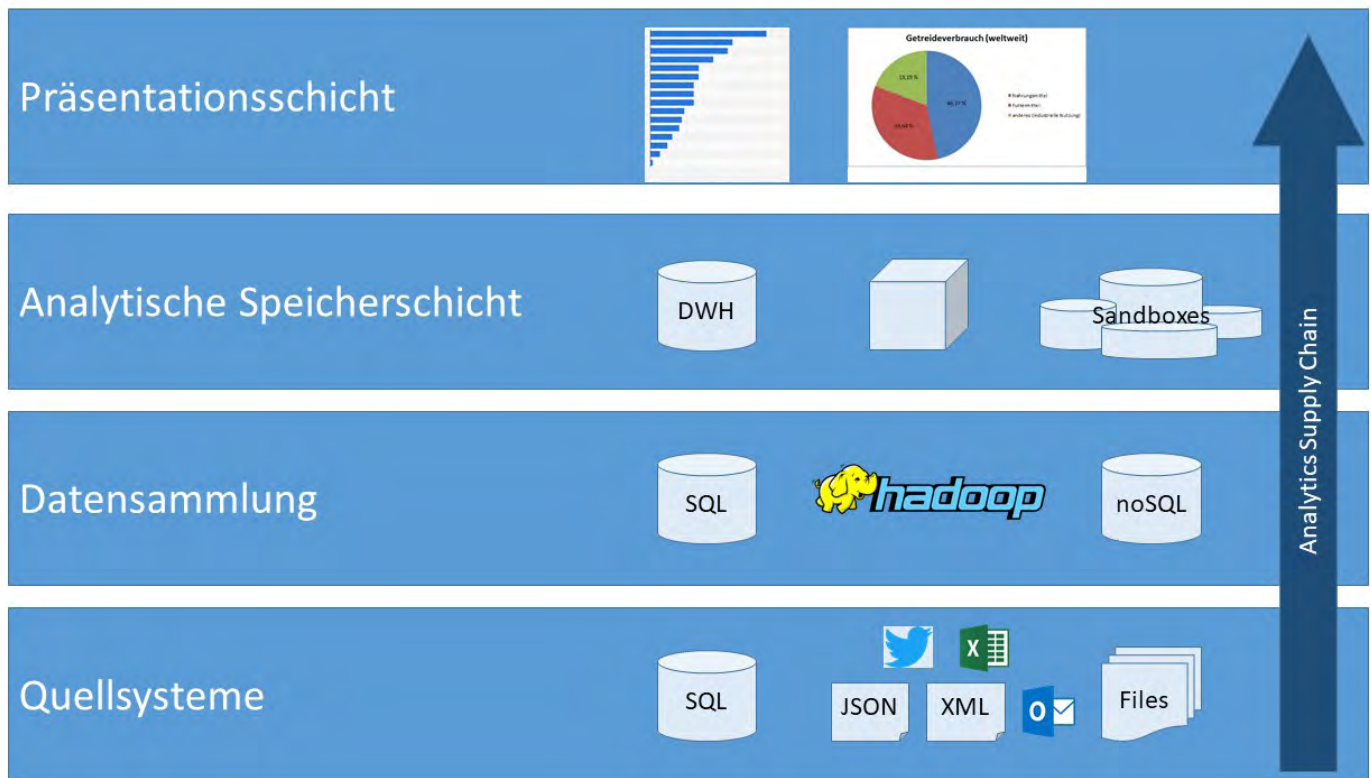 Präsentationsschicht
Getreideverbrauch (weltweit)
Analytische Speicherschicht
DWH
Sandboxes
Datensammlung
SQL
hadoop
noSQL
Quellsysteme
SQL
X
JSON
XML
O
Files
Analytics Supply Chain